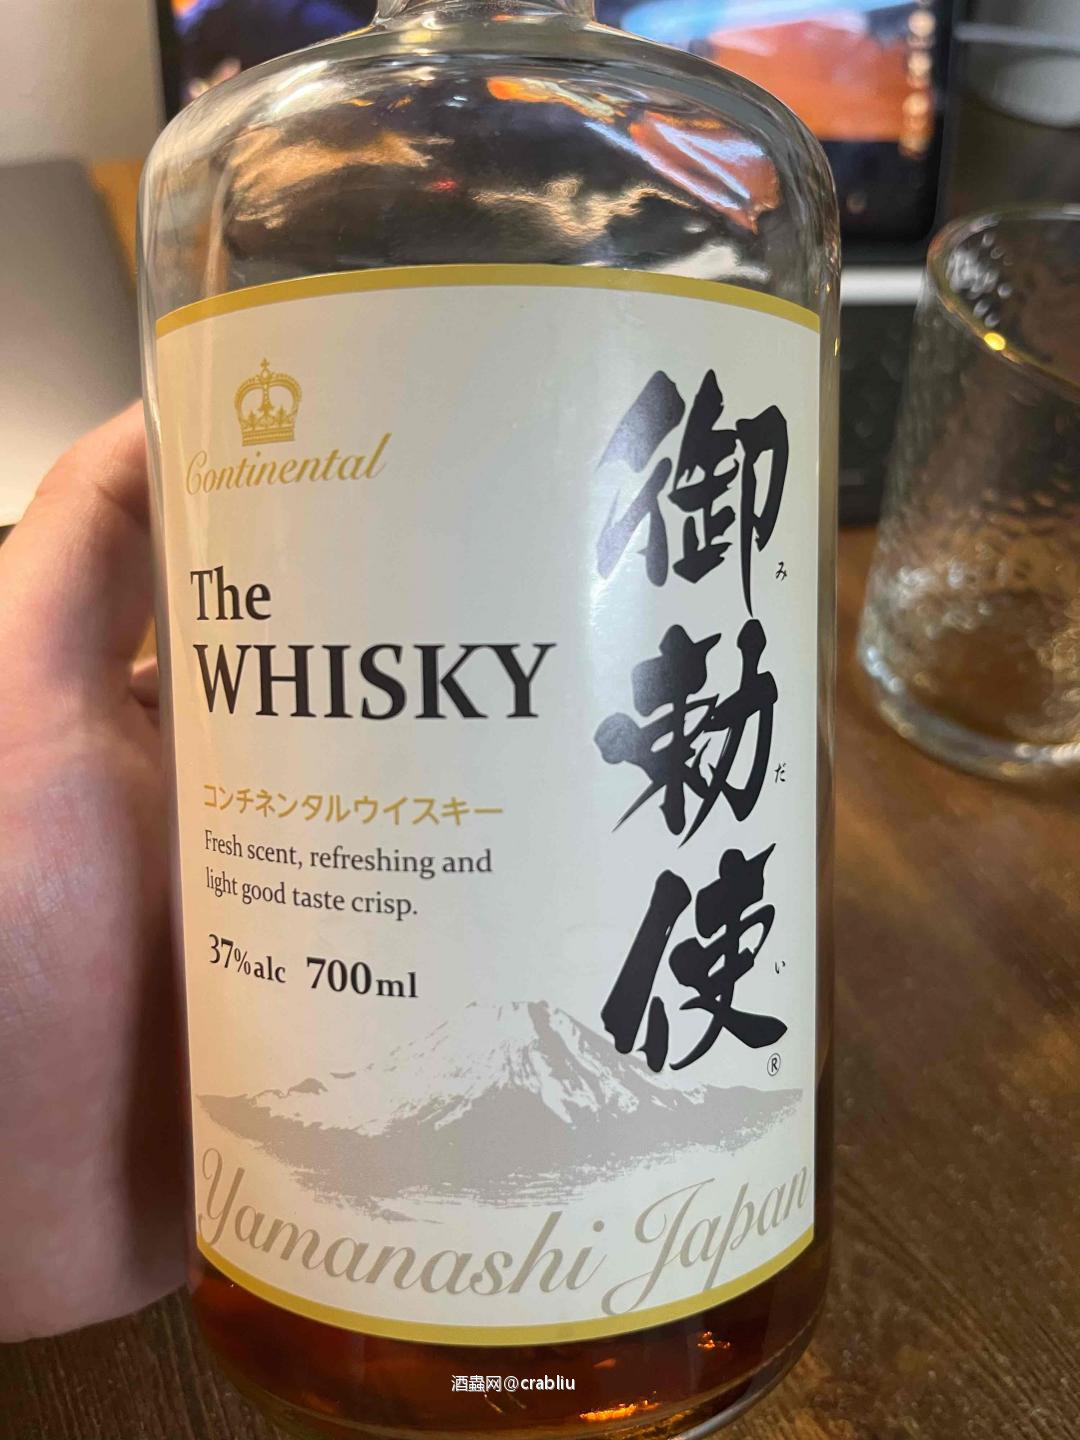 Continental
The
WHISKY
コンチネンタルウイスキー
Fresh scent, refreshing and
light good taste crisp.
37%alc 700ml
御勅使
みだい
®
Yamanashi Japan
酒蟲网@crabliu